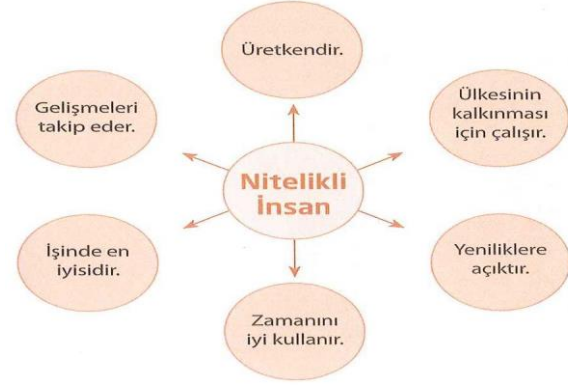 Üretkendir.
Gelişmeleri
takip eder.
Ülkesinin
kalkınması
için çalışır.
Nitelikli
İnsan
İşinde en
iyisidir.
Yeniliklere
açıktır.
Zamanını
iyi kullanır.